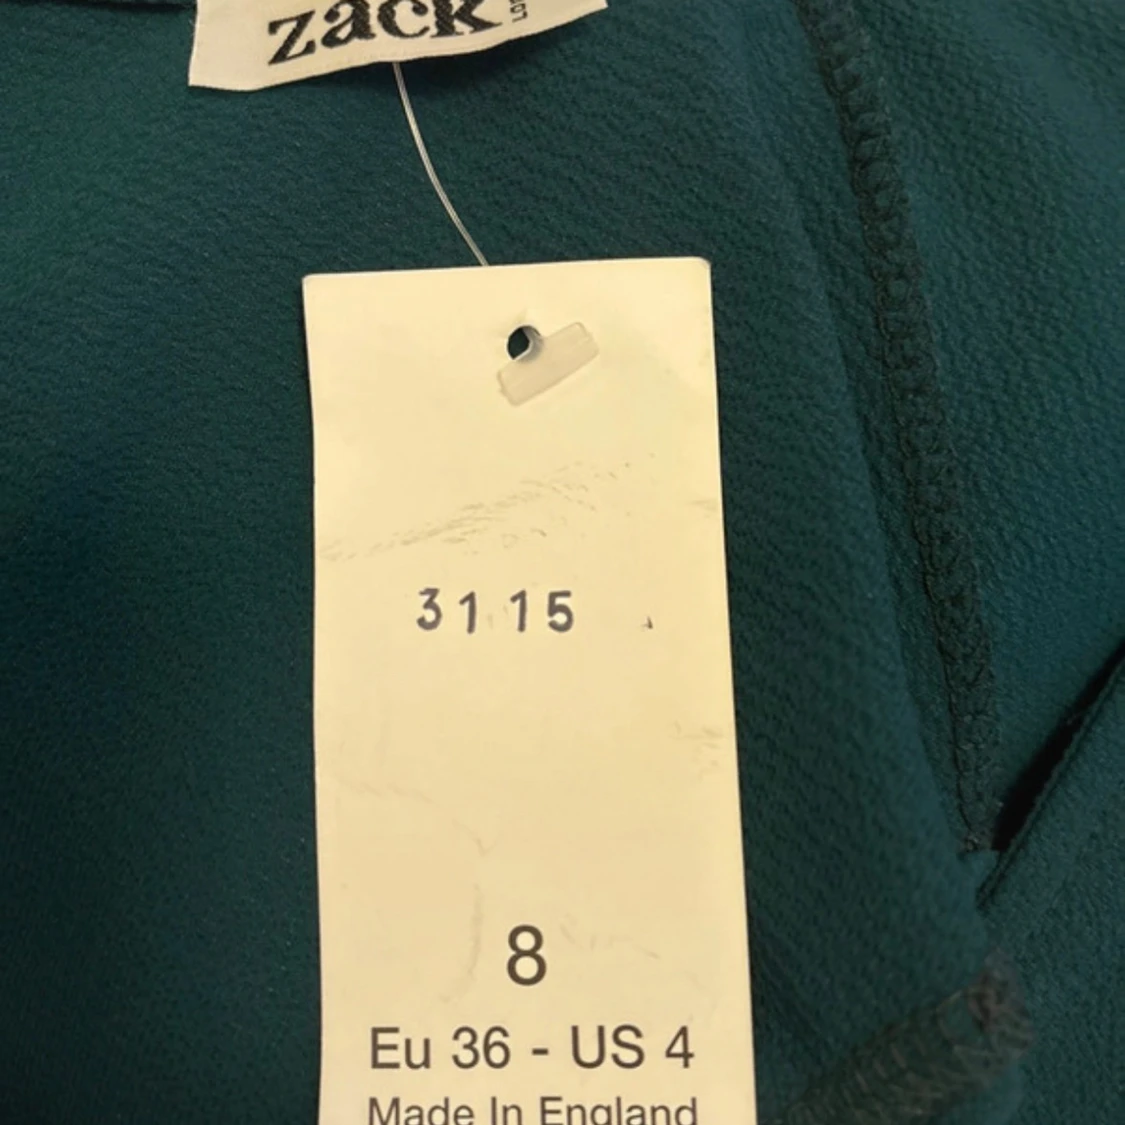 zack
3115
8
Eu 36 - US 4
Made In England